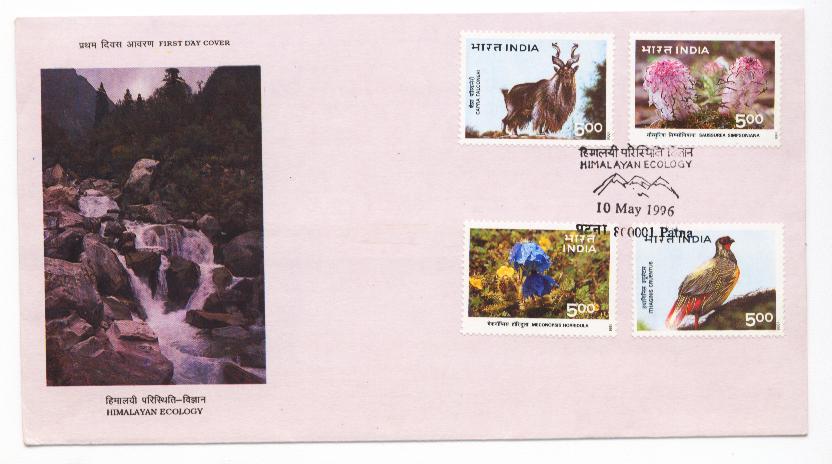 प्रथम दिवस आवरण FIRST DAY COVER
हिमालयी परिस्थिति–विज्ञान
HIMALAYAN ECOLOGY
भारत INDIA
CAPRA FALCONERI
5.00
भारत INDIA
5.00
SAUSSUREA SIMPSONIANA
हिमालयी परिस्थिति विज्ञान
HIMALAYAN ECOLOGY
10 May 1996
पटना 800001 Patna
भारत
INDIA
5.00
मेकनोप्सिस हॉरिडुला MECONOPSIS HORRIDULA
भारत INDIA
ITHAGINIS CRUENTUS
5.00